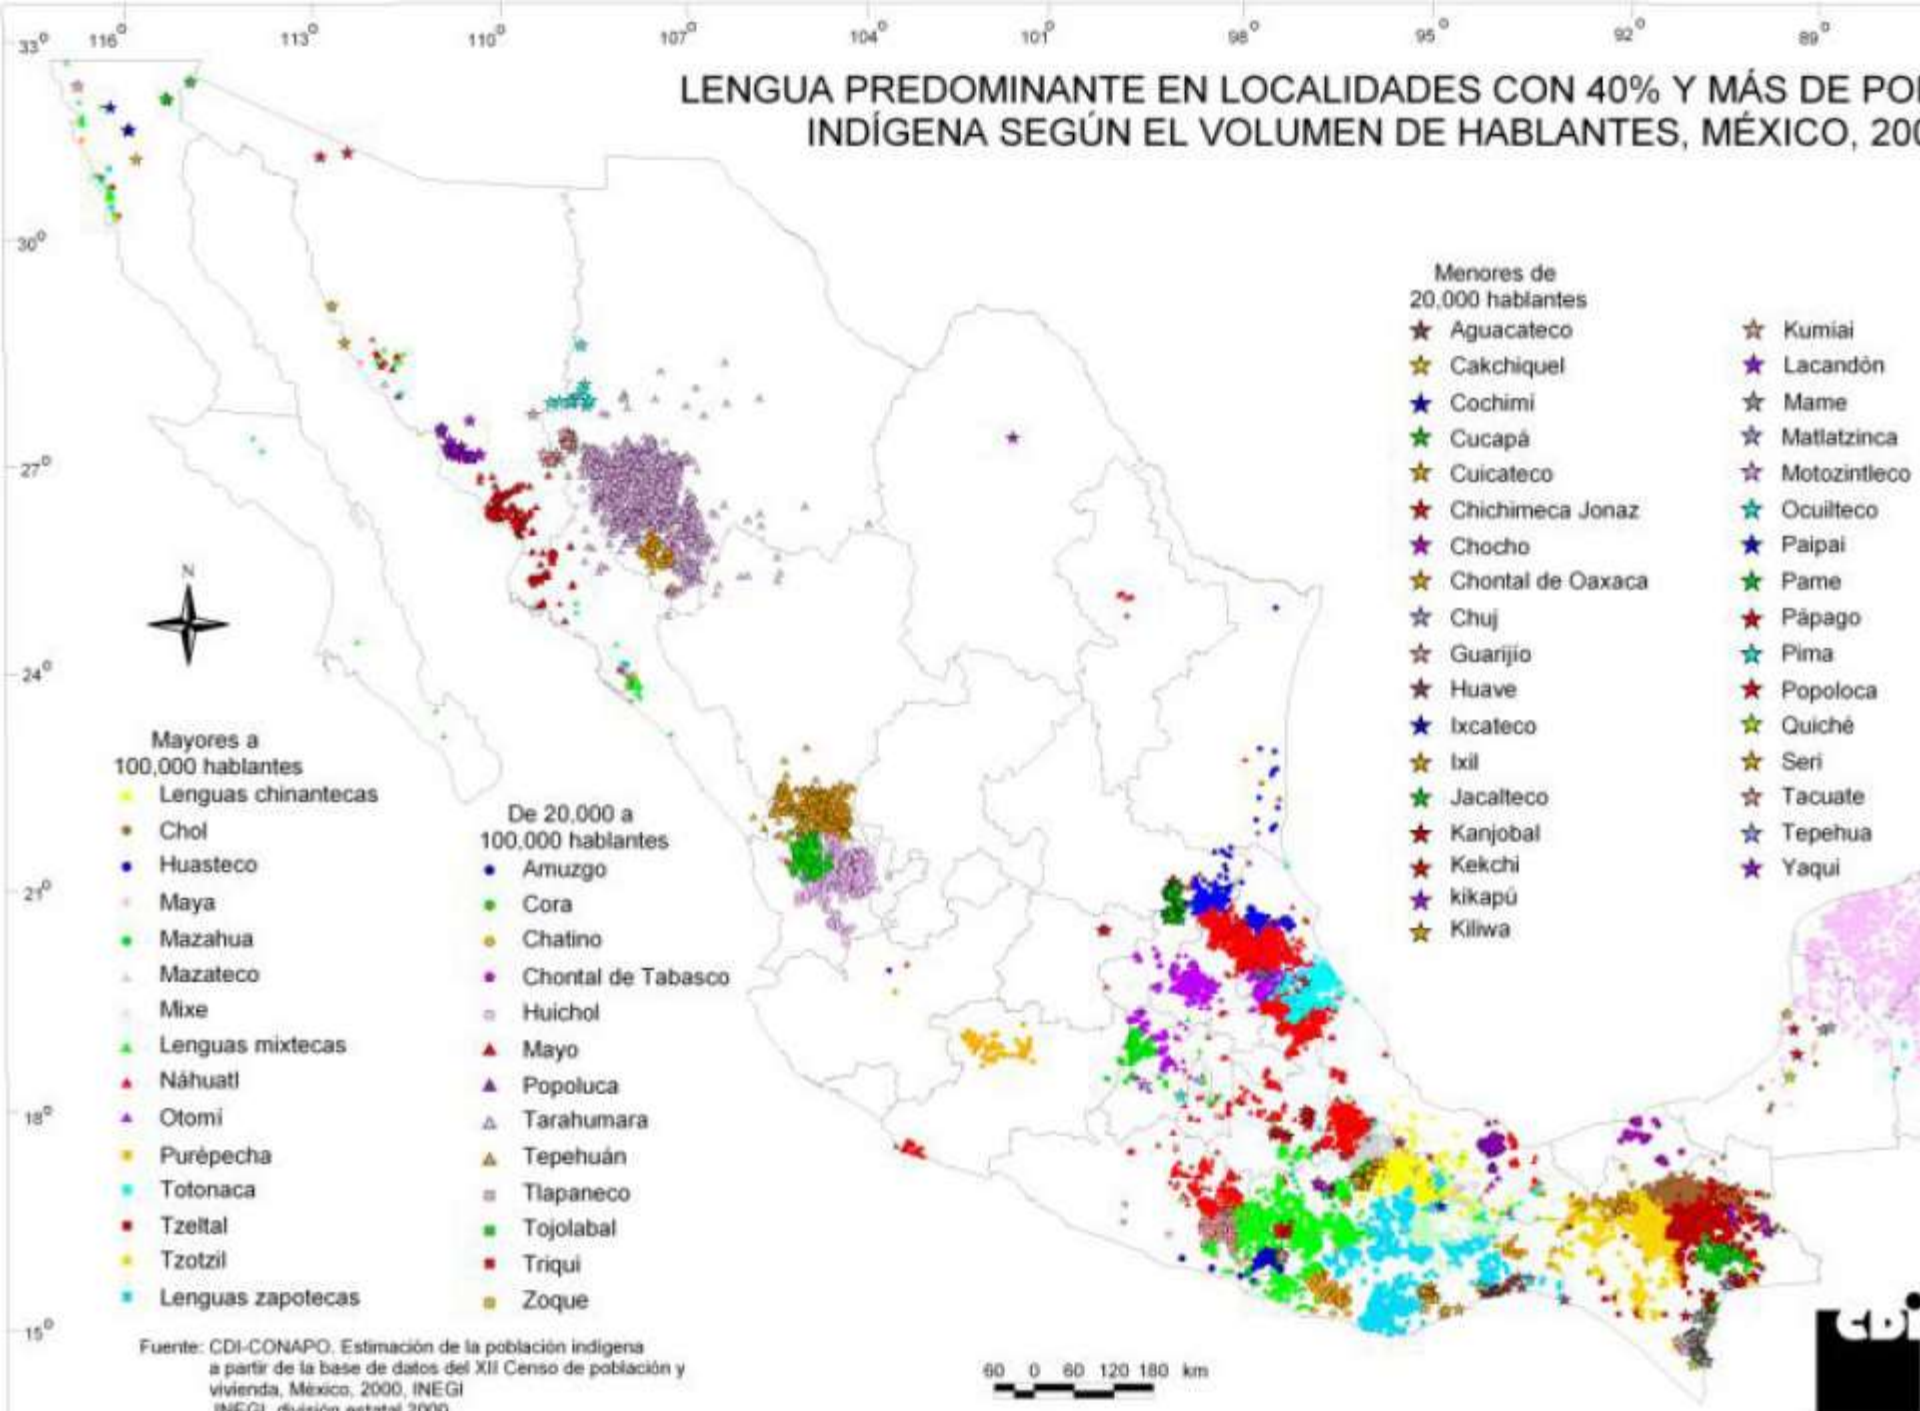 116° 113° 110° 107° 104° 101° 98° 95° 92° 89°
33°
30°
27°
24°
21°
18°
15°
LENGUA PREDOMINANTE EN LOCALIDADES CON 40% Y MÁS DE
INDÍGENA SEGÚN EL VOLUMEN DE HABLANTES, MÉXICO,
N
Mayores a
100,000 hablantes
Lenguas chinantecas
Chol
Huasteco
Maya
Mazahua
Mazateco
Mixe
Lenguas mixtecas
Náhuatl
Otomí
Purépecha
Totonaca
Tzeltal
Tzotzil
Lenguas zapotecas
De 20,000 a
100,000 hablantes
Amuzgo
Cora
Chatino
Chontal de Tabasco
Huichol
Mayo
Popoluca
Tarahumara
Tepehuán
Tlapaneco
Tojolabal
Triqui
Zoque
Menores de
20,000 hablantes
Aguacateco
Cakchiquel
Cochimi
Cucapá
Cuicateco
Chichimeca Jonaz
Chocho
Chontal de Oaxaca
Chuj
Guarijío
Huave
Ixcateco
Ixil
Jacalteco
Kanjobal
Kekchi
kikapú
Kiliwa
Kumiai
Lacandón
Mame
Matlatzinca
Motozintleco
Ocuilteco
Paipai
Pame
Pápago
Pima
Popoloca
Quiché
Seri
Tacuate
Tepehua
Yaqui
Fuente: CDI-CONAPO. Estimación de la población indígena
a partir de la base de datos del XII Censo de población y
vivienda, México, 2000, INEGI
INEGI, división estatal 2000
60 0 60 120 180 km
CDI